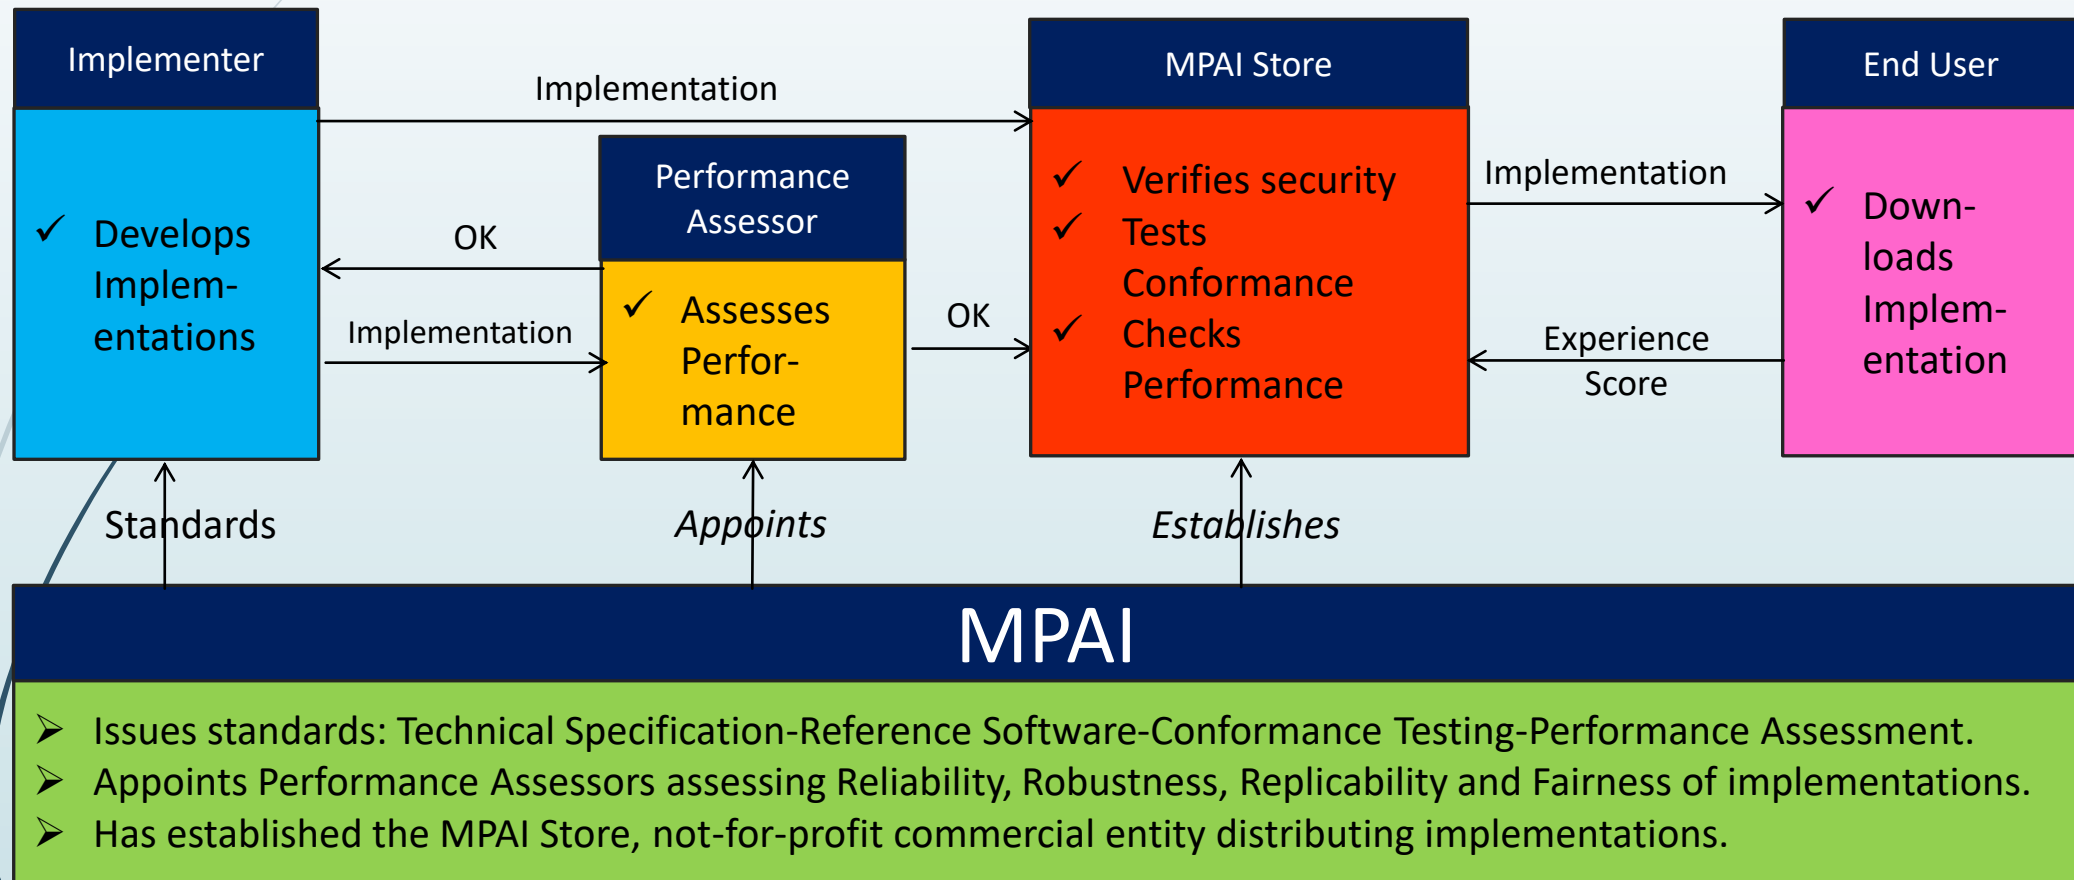 Implementer
✓ Develops
Implem-
entations
Implementation
OK
Implementation
Performance
Assessor
✓ Assesses
Perfor-
mance
OK
MPAI Store
✓ Verifies security
✓ Tests
Conformance
✓ Checks
Performance
Implementation
Experience
Score
End User
✓ Down-
loads
Implem-
entation
Standards
Appoints
Establishes
MPAI
➢ Issues standards: Technical Specification-Reference Software-Conformance Testing-Performance Assessment.
➢ Appoints Performance Assessors assessing Reliability, Robustness, Replicability and Fairness of implementations.
➢ Has established the MPAI Store, not-for-profit commercial entity distributing implementations.